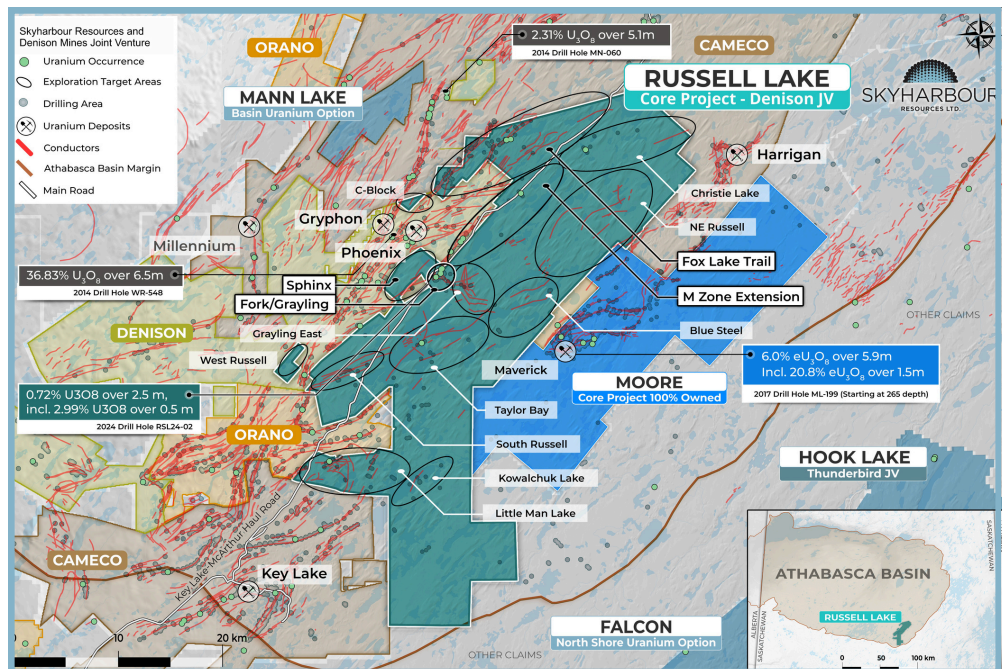 Skyharbour Resources and
Denison Mines Joint Venture
Uranium Occurrence
Exploration Target Areas
Drilling Area
Uranium Deposits
Conductors
Athabasca Basin Margin
Main Road
ORANO
2.31% U₃O₈ over 5.1m
2014 Drill Hole MN-060
CAMECO
MANN LAKE
Basin Uranium Option
RUSSELL LAKE
Core Project - Denison JV
SKYHARBOUR
RESOURCES LTD.
Harrigan
C-Block
Christie Lake
Gryphon
NE Russell
Millennium
Phoenix
Fox Lake Trail
36.83% U₃O₈ over 6.5m
2014 Drill Hole WR-548
Sphinx
Fork/Grayling
M Zone Extension
OTHER CLAIMS
DENISON
Grayling East
Blue Steel
West Russell
Maverick
6.0% eU₃O₈ over 5.9m
Incl. 20.8% eU₃O₈ over 1.5m
2017 Drill Hole ML-199 (Starting at 265 depth)
MOORE
Core Project 100% Owned
0.72% U3O8 over 2.5 m,
incl. 2.99% U3O8 over 0.5 m
2024 Drill Hole RSL24-02
Taylor Bay
ORANO
South Russell
HOOK LAKE
Thunderbird JV
Kowalchuk Lake
Little Man Lake
Key Lake-McArthur Haul Road
CAMECO
Key Lake
FALCON
North Shore Uranium Option
OTHER CLAIMS
0 10 20 km
SASKATCHEWAN
ATHABASCA BASIN
RUSSELL LAKE
ALBERTA
SASKATCHEWAN
0 50 100 km